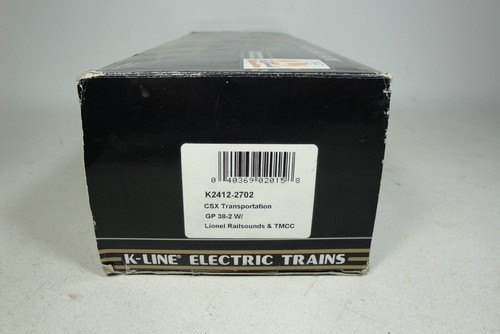 0 40369 02015 8
K2412-2702
CSX Transportation
GP 38-2 W/
Lionel Railsounds & TMCC
K-LINE® ELECTRIC TRAINS